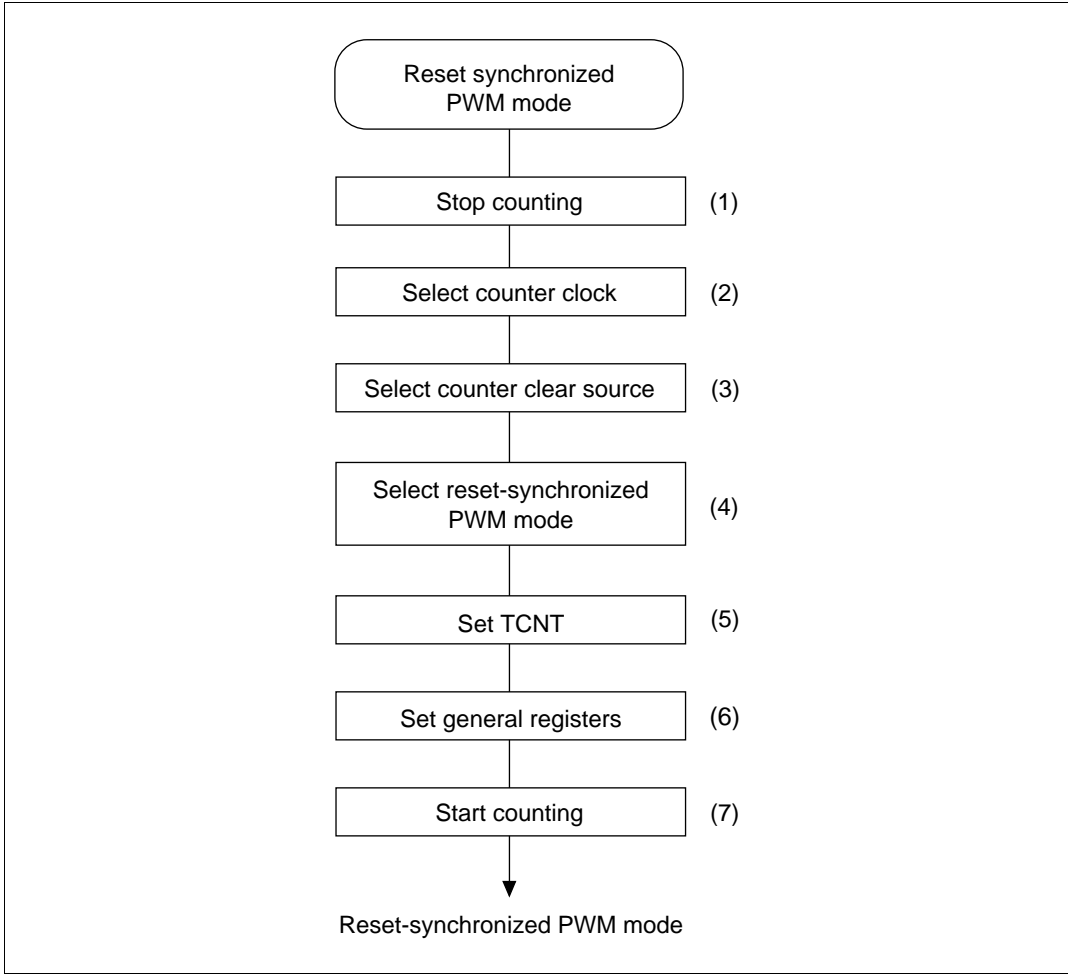 Reset synchronized
PWM mode
Stop counting
(1)
Select counter clock
(2)
Select counter clear source
(3)
Select reset-synchronized
PWM mode
(4)
Set TCNT
(5)
Set general registers
(6)
Start counting
(7)
Reset-synchronized PWM mode